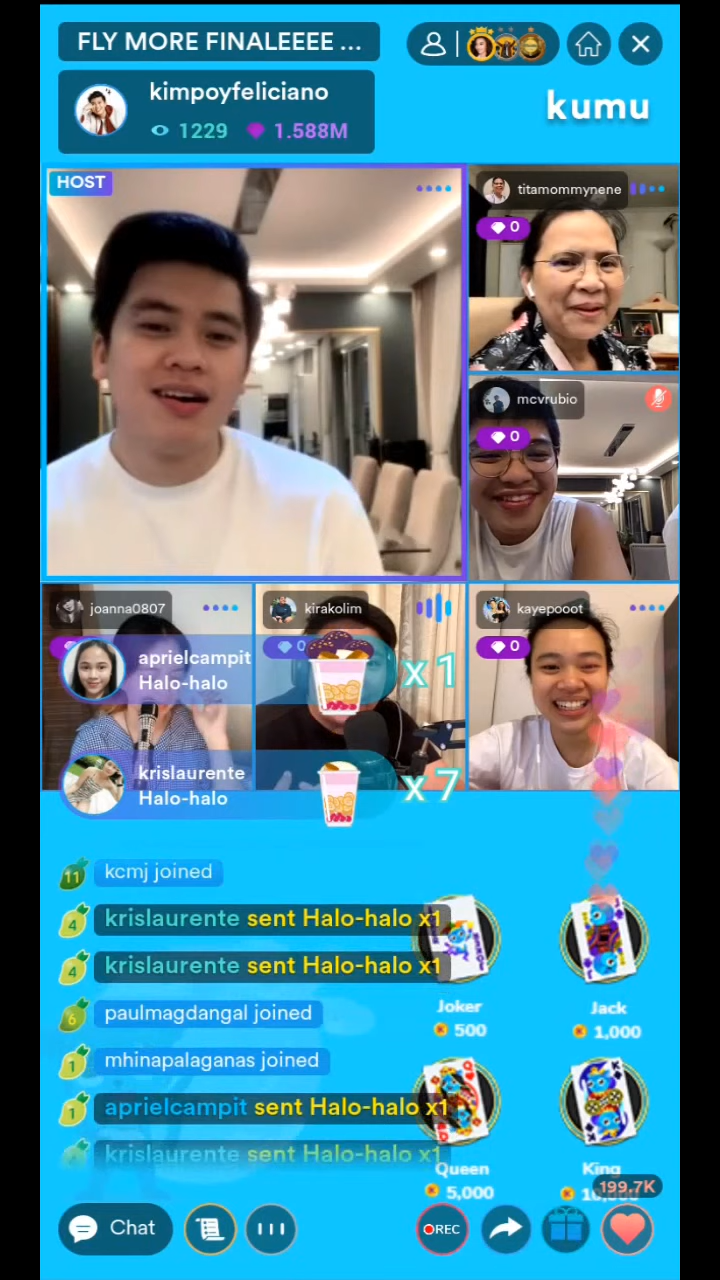 FLY MORE FINALEEEE ...
kimpoyfeliciano
1229
1.588M
kumu
HOST
titamommynene
0
mcvrubio
0
joanna0807
kirakolim
0
kayepooot
0
aprielcampit
Halo-halo
x 1
krislaurente
Halo-halo
x 7
11 kcmj joined
4 krislaurente sent Halo-halo x1
4 krislaurente sent Halo-halo x1
6 paulmagdangal joined
1 mhinapalaganas joined
1 aprielcampit sent Halo-halo x1
krislaurente sent Halo-halo x1
Joker
500
Jack
1,000
Queen
5,000
King
199.7K
Chat
REC